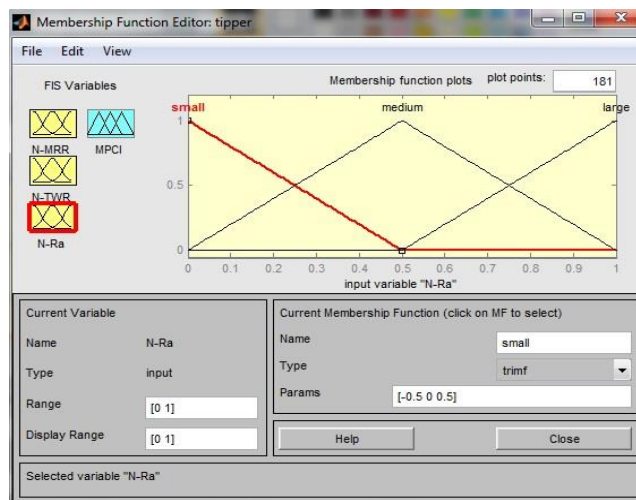 Membership Function Editor: tipper
File Edit View
FIS Variables
N-MRR MPCI
N-TWR
N-Ra
Membership function plots plot points: 181
small medium large
1
0.5
0
0 0.1 0.2 0.3 0.4 0.5 0.6 0.7 0.8 0.9 1
input variable "N-Ra"
Current Variable
Name N-Ra
Type input
Range [0 1]
Display Range [0 1]
Current Membership Function (click on MF to select)
Name small
Type trimf
Params [-0.5 0 0.5]
Help Close
Selected variable "N-Ra"